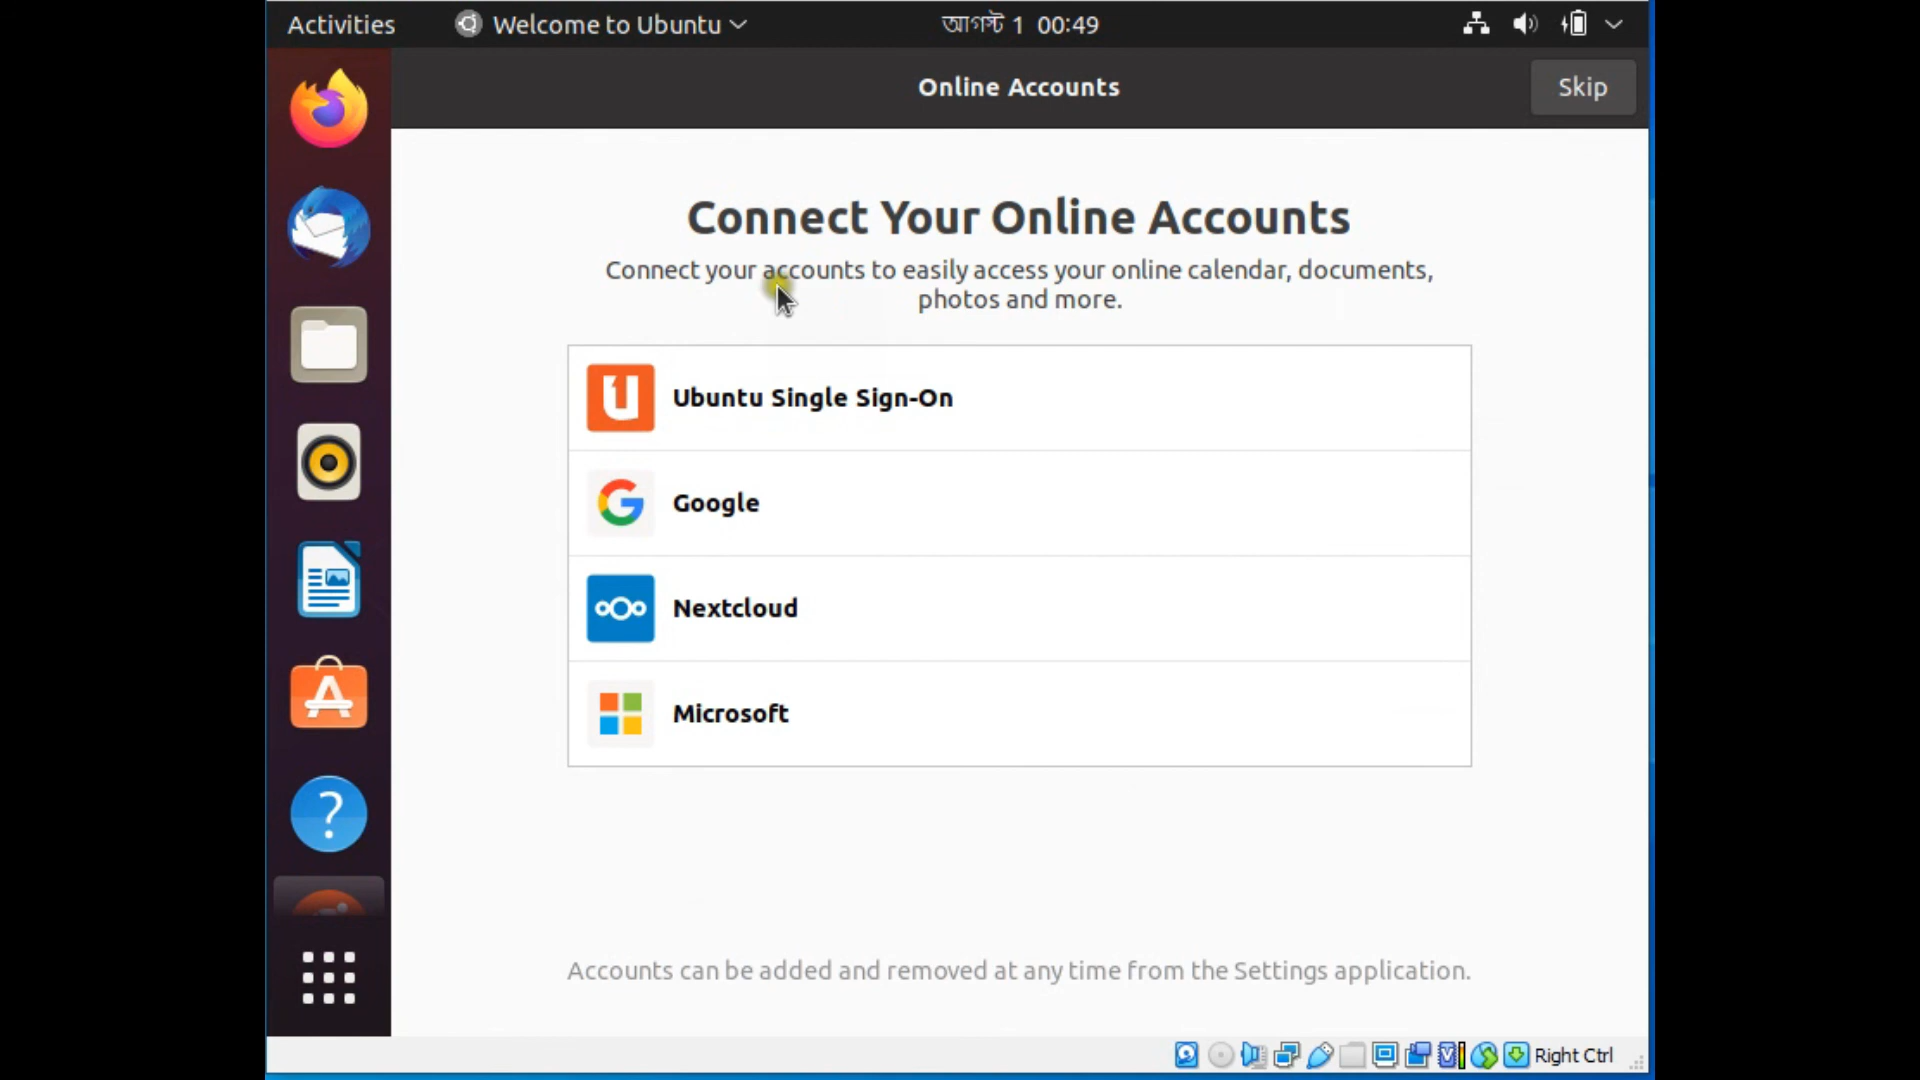 Activities
Welcome to Ubuntu
আগস্ট 1 00:49
Online Accounts
Skip
Connect Your Online Accounts
Connect your accounts to easily access your online calendar, documents,
photos and more.
Ubuntu Single Sign-On
Google
Nextcloud
Microsoft
Accounts can be added and removed at any time from the Settings application.
Right Ctrl